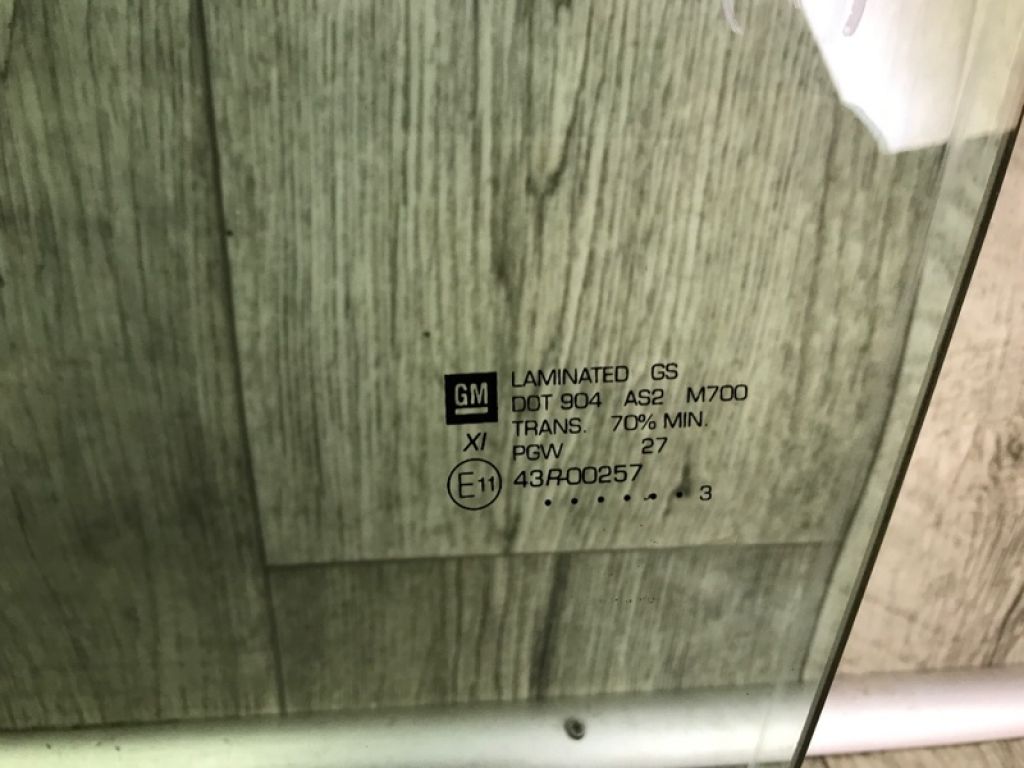 GM
LAMINATED GS
DOT 904 AS2 M700
TRANS. 70% MIN.
XI
PGW 27
E11
43R-00257
. . . . . . 3